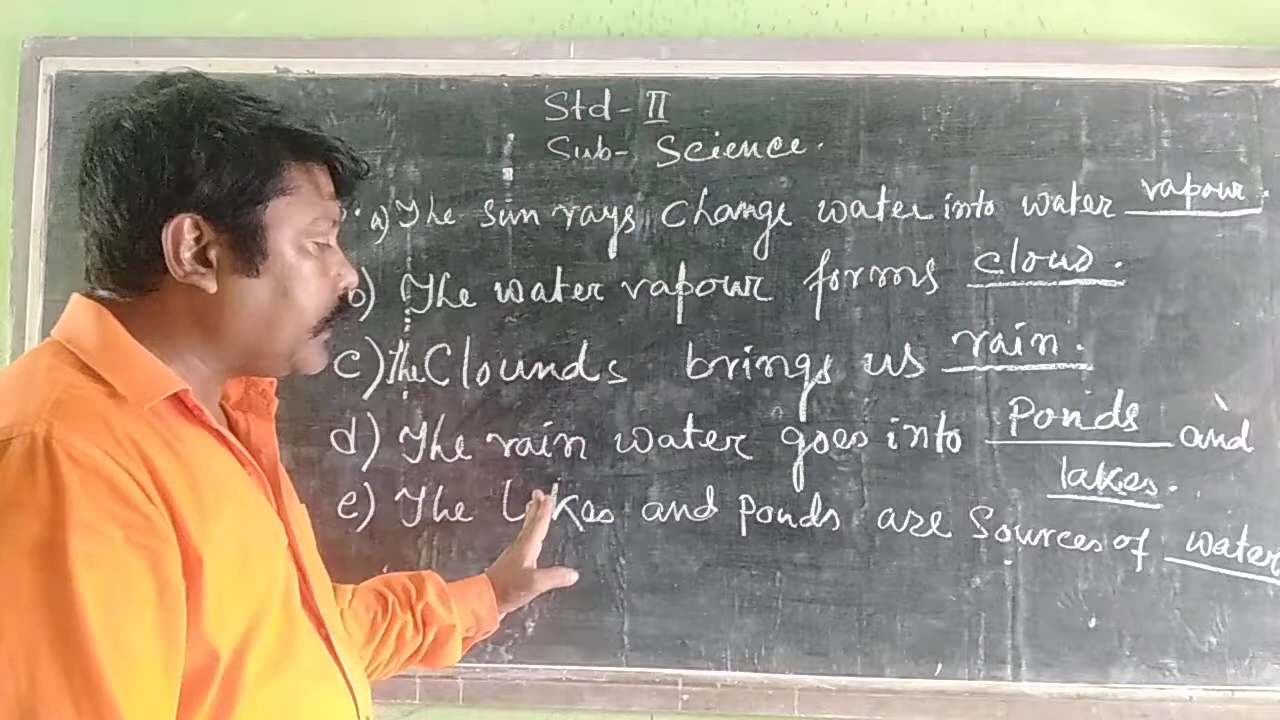 Std - II
Sub- Science.
a) The sun rays change water into water vapour.
b) The water vapour forms cloud.
c) the Clounds brings us rain.
d) The rain water goes into Ponds and
lakes.
e) The Lakes and Ponds are Sources of water